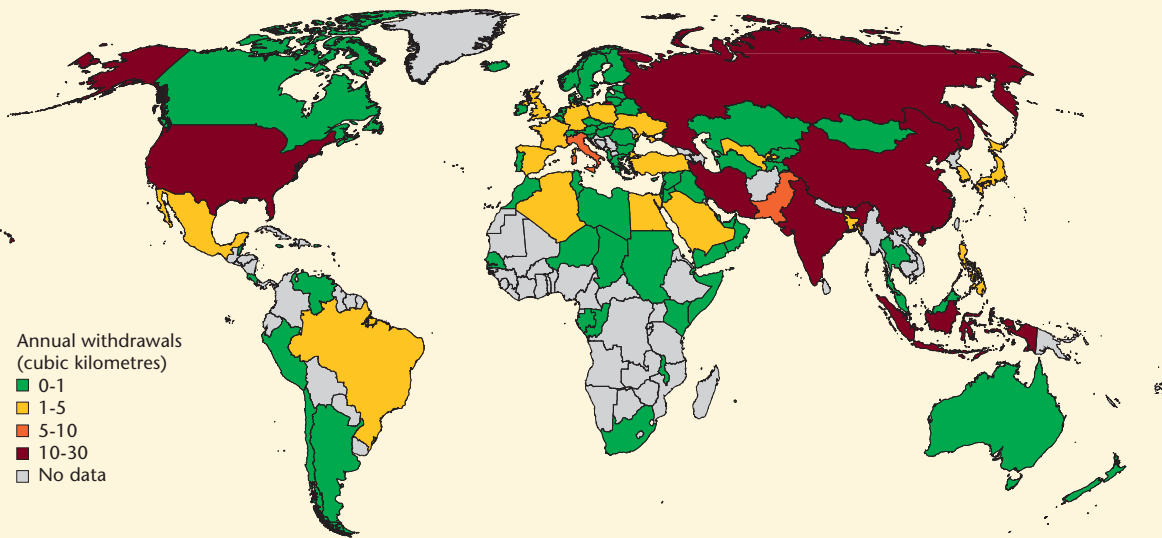 Annual withdrawals
(cubic kilometres)
0-1
1-5
5-10
10-30
No data